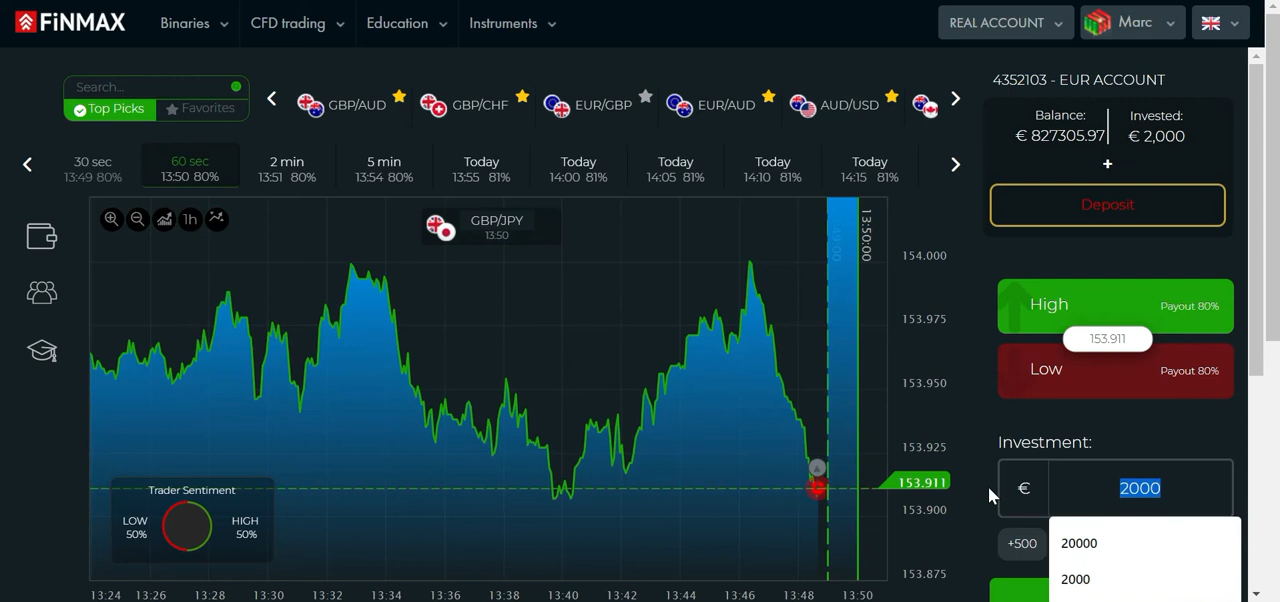 FiNMAX
Binaries
CFD trading
Education
Instruments
REAL ACCOUNT
Marc
Search...
Top Picks
Favorites
GBP/AUD
GBP/CHF
EUR/GBP
EUR/AUD
AUD/USD
4352103 - EUR ACCOUNT
Balance:
€ 827305.97
Invested:
€ 2,000
+
Deposit
30 sec
13:49 80%
60 sec
13:50 80%
2 min
13:51 80%
5 min
13:54 80%
Today
13:55 81%
Today
14:00 81%
Today
14:05 81%
Today
14:10 81%
Today
14:15 81%
1h
GBP/JPY
13:50
13:49:00
13:50:00
154.000
153.975
153.950
153.925
153.911
153.900
153.875
Trader Sentiment
LOW
50%
HIGH
50%
13:24
13:26
13:28
13:30
13:32
13:34
13:36
13:38
13:40
13:42
13:44
13:46
13:48
13:50
High
Payout 80%
153.911
Low
Payout 80%
Investment:
€
2000
+500
20000
2000